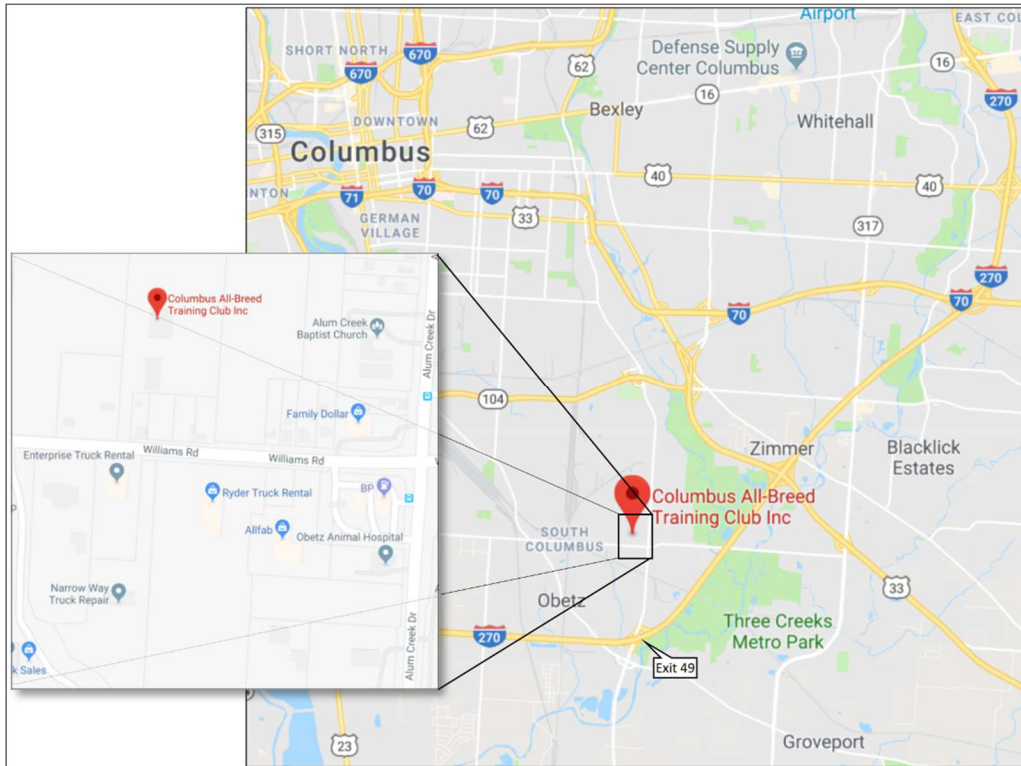 Airport
EAST COL
SHORT NORTH
670
670
62
Defense Supply
Center Columbus
16
16
270
Bexley
Whitehall
DOWNTOWN
62
315
Columbus
40
40
NTON
71
70
70
33
GERMAN
VILLAGE
317
270
70
70
Columbus All-Breed
Training Club Inc
Alum Creek
Baptist Church
Alum Creek Dr
Family Dollar
Williams Rd
Williams Rd
Enterprise Truck Rental
BP
Ryder Truck Rental
Allfab
Obetz Animal Hospital
Narrow Way
Truck Repair
Alum Creek Dr
k Sales
104
Zimmer
Blacklick
Estates
Columbus All-Breed
Training Club Inc
SOUTH
COLUMBUS
33
Obetz
Three Creeks
Metro Park
270
Exit 49
23
Groveport